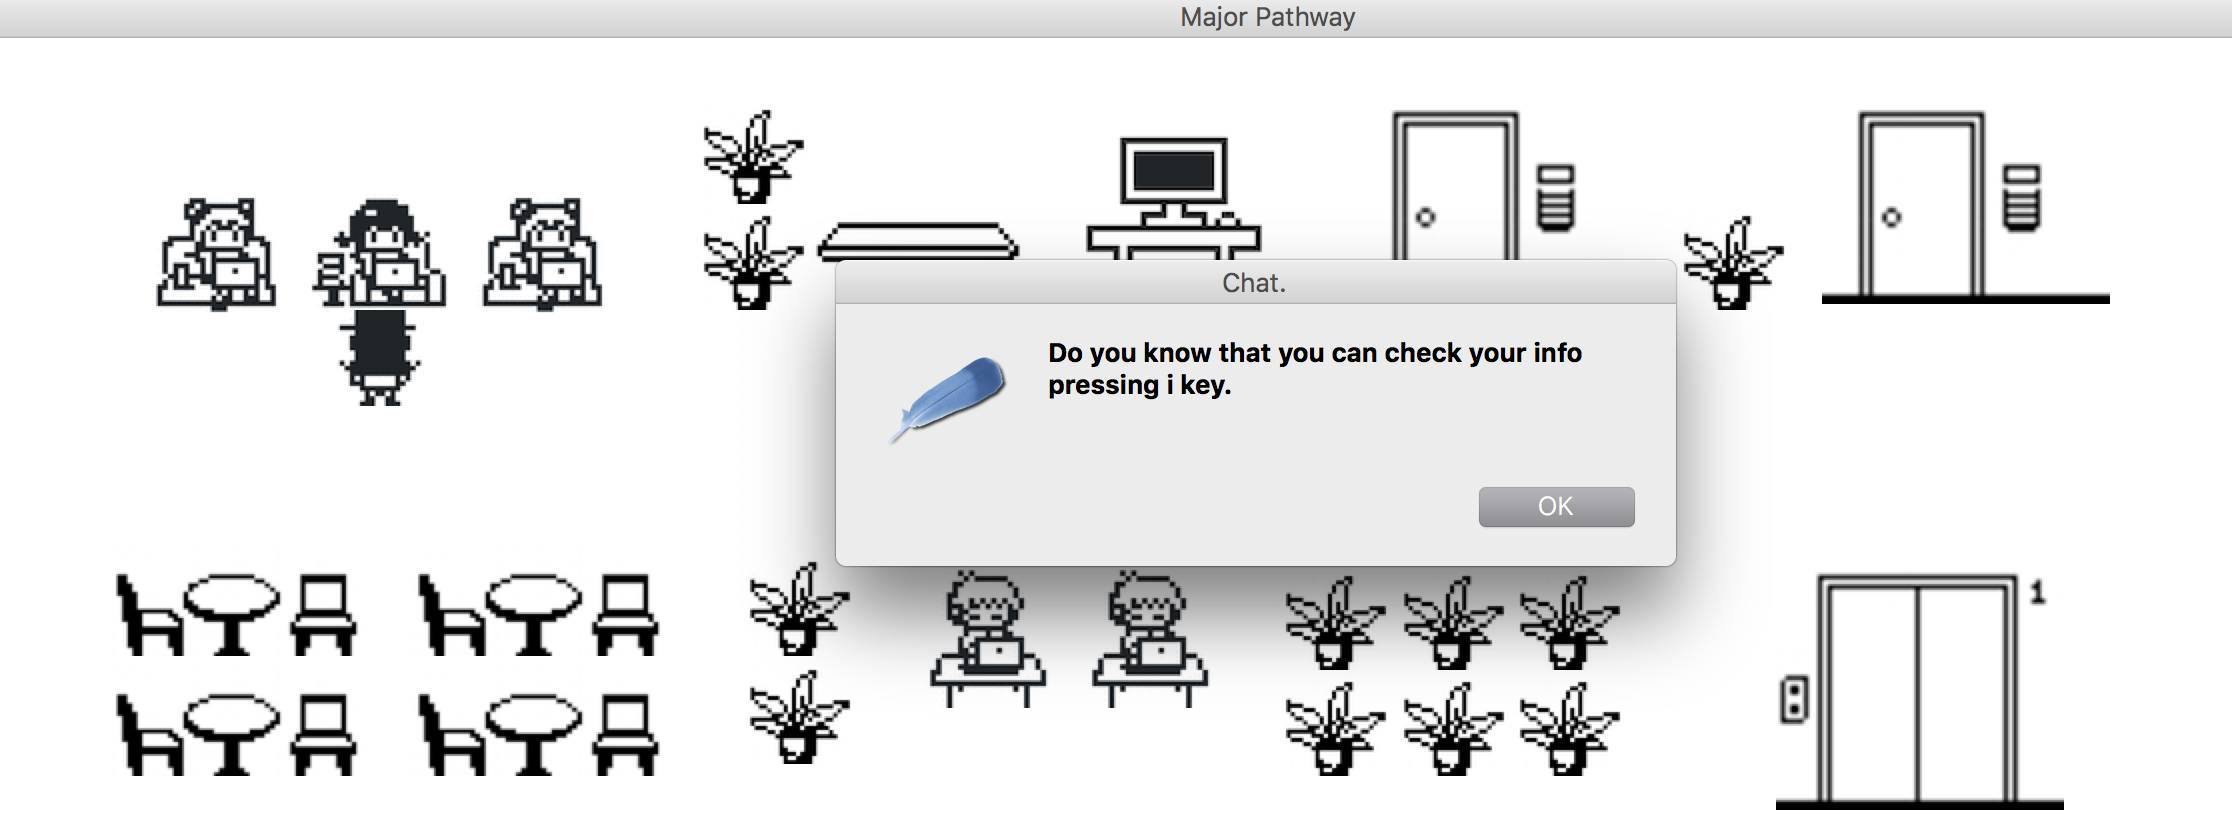 Major Pathway
Chat.
Do you know that you can check your info
pressing i key.
OK
1